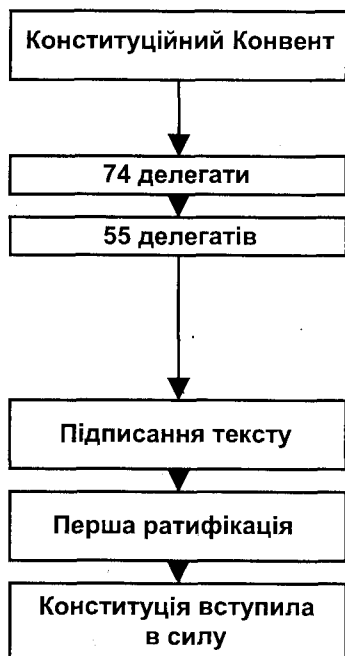 Конституційний Конвент
74 делегати
55 делегатів
Підписання тексту
Перша ратифікація
Конституція вступила
в силу